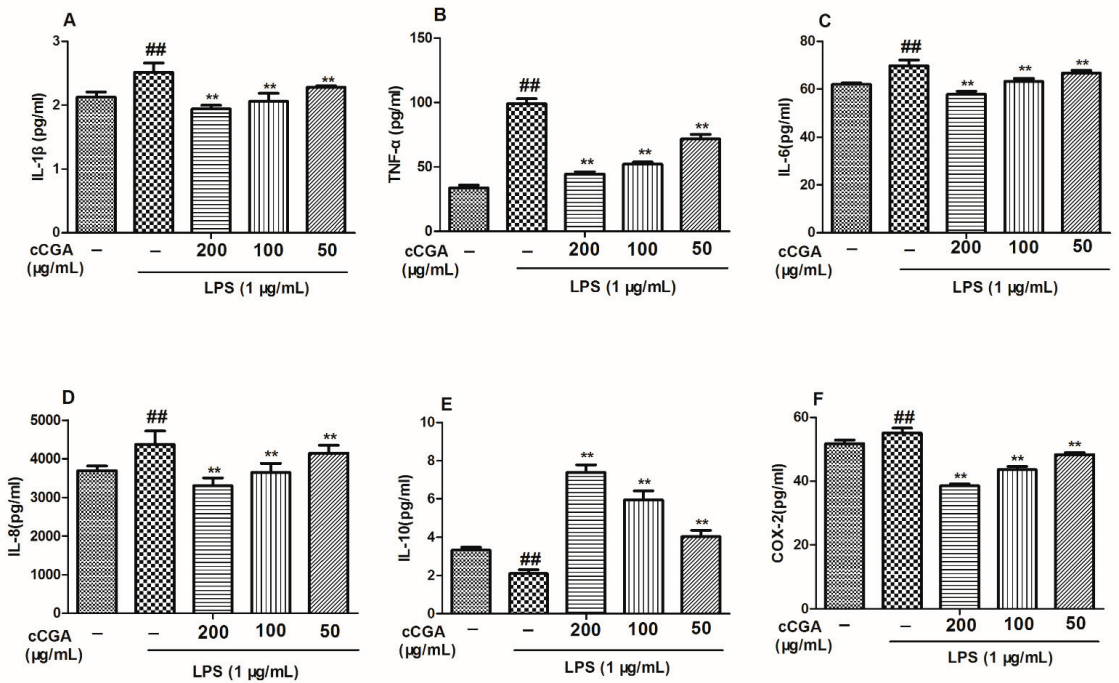 A
IL-1β (pg/ml)
3
2
1
0
##
**
**
**
cCGA – – 200 100 50
(μg/mL)
LPS (1 μg/mL)
B
TNF-α (pg/ml)
150
100
50
0
##
**
**
**
cCGA – – 200 100 50
(μg/mL)
LPS (1 μg/mL)
C
IL-6(pg/ml)
80
60
40
20
0
##
**
**
**
cCGA – – 200 100 50
(μg/mL)
LPS (1 μg/mL)
D
IL-8(pg/ml)
5000
4000
3000
2000
1000
0
##
**
**
**
cCGA – – 200 100 50
μg/mL)
LPS (1 μg/mL)
E
IL-10(pg/ml)
10
8
6
4
2
0
##
**
**
**
cCGA – – 200 100 50
(μg/mL)
LPS (1 μg/mL)
F
COX-2(pg/ml)
60
40
20
0
##
**
**
**
cCGA – – 200 100 50
μg/mL)
LPS (1 μg/mL)